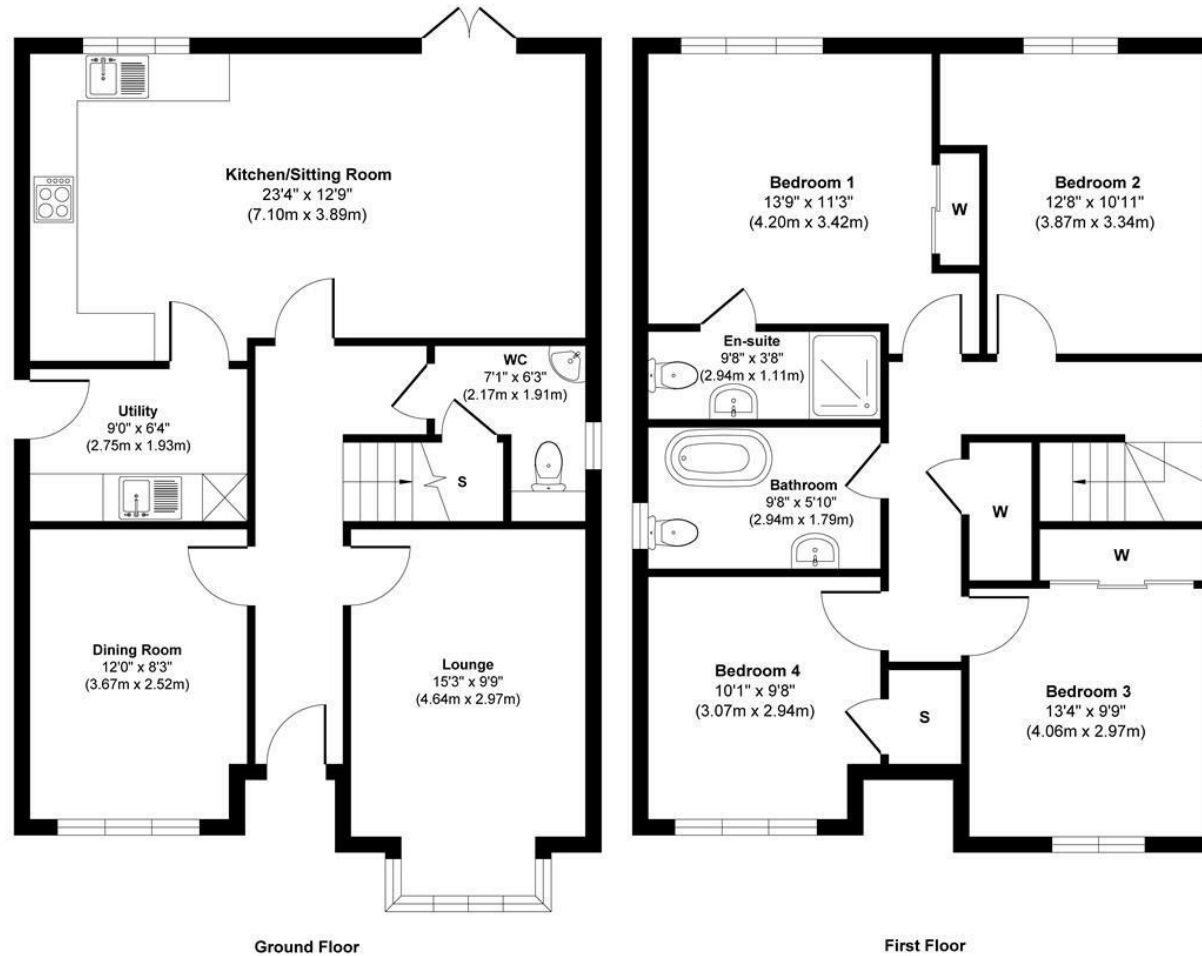 Kitchen/Sitting Room
23'4" x 12'9"
(7.10m x 3.89m)
WC
7'1" x 6'3"
(2.17m x 1.91m)
Utility
9'0" x 6'4"
(2.75m x 1.93m)
S
Dining Room
12'0" x 8'3"
(3.67m x 2.52m)
Lounge
15'3" x 9'9"
(4.64m x 2.97m)
Ground Floor
Bedroom 1
13'9" x 11'3"
(4.20m x 3.42m)
W
Bedroom 2
12'8" x 10'11"
(3.87m x 3.34m)
En-suite
9'8" x 3'8"
(2.94m x 1.11m)
Bathroom
9'8" x 5'10"
(2.94m x 1.79m)
W
W
Bedroom 4
10'1" x 9'8"
(3.07m x 2.94m)
S
Bedroom 3
13'4" x 9'9"
(4.06m x 2.97m)
First Floor